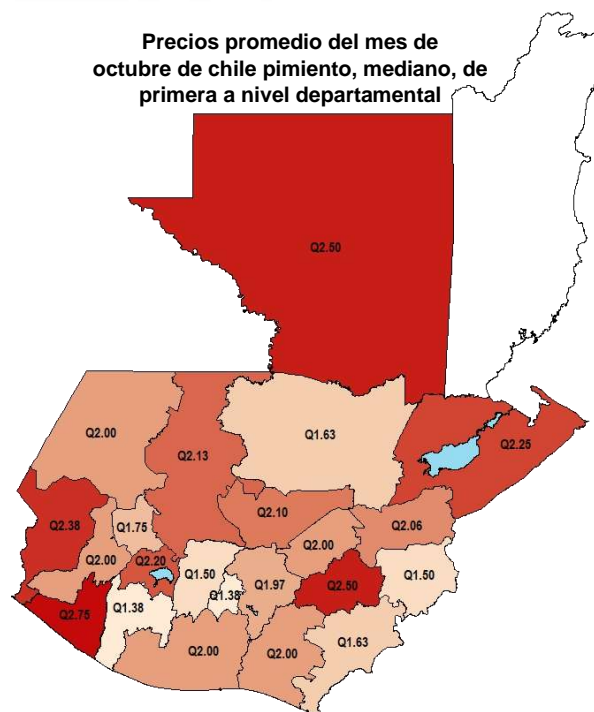 Precios promedio del mes de
octubre de chile pimiento, mediano, de
primera a nivel departamental
Q2.50
Q2.00
Q1.63
Q2.13
Q2.25
Q2.38
Q1.75
Q2.10
Q2.06
Q2.00
Q2.00
Q2.20
Q1.50
Q1.38
Q1.97
Q2.50
Q1.50
Q2.75
Q1.38
Q2.00
Q2.00
Q1.63